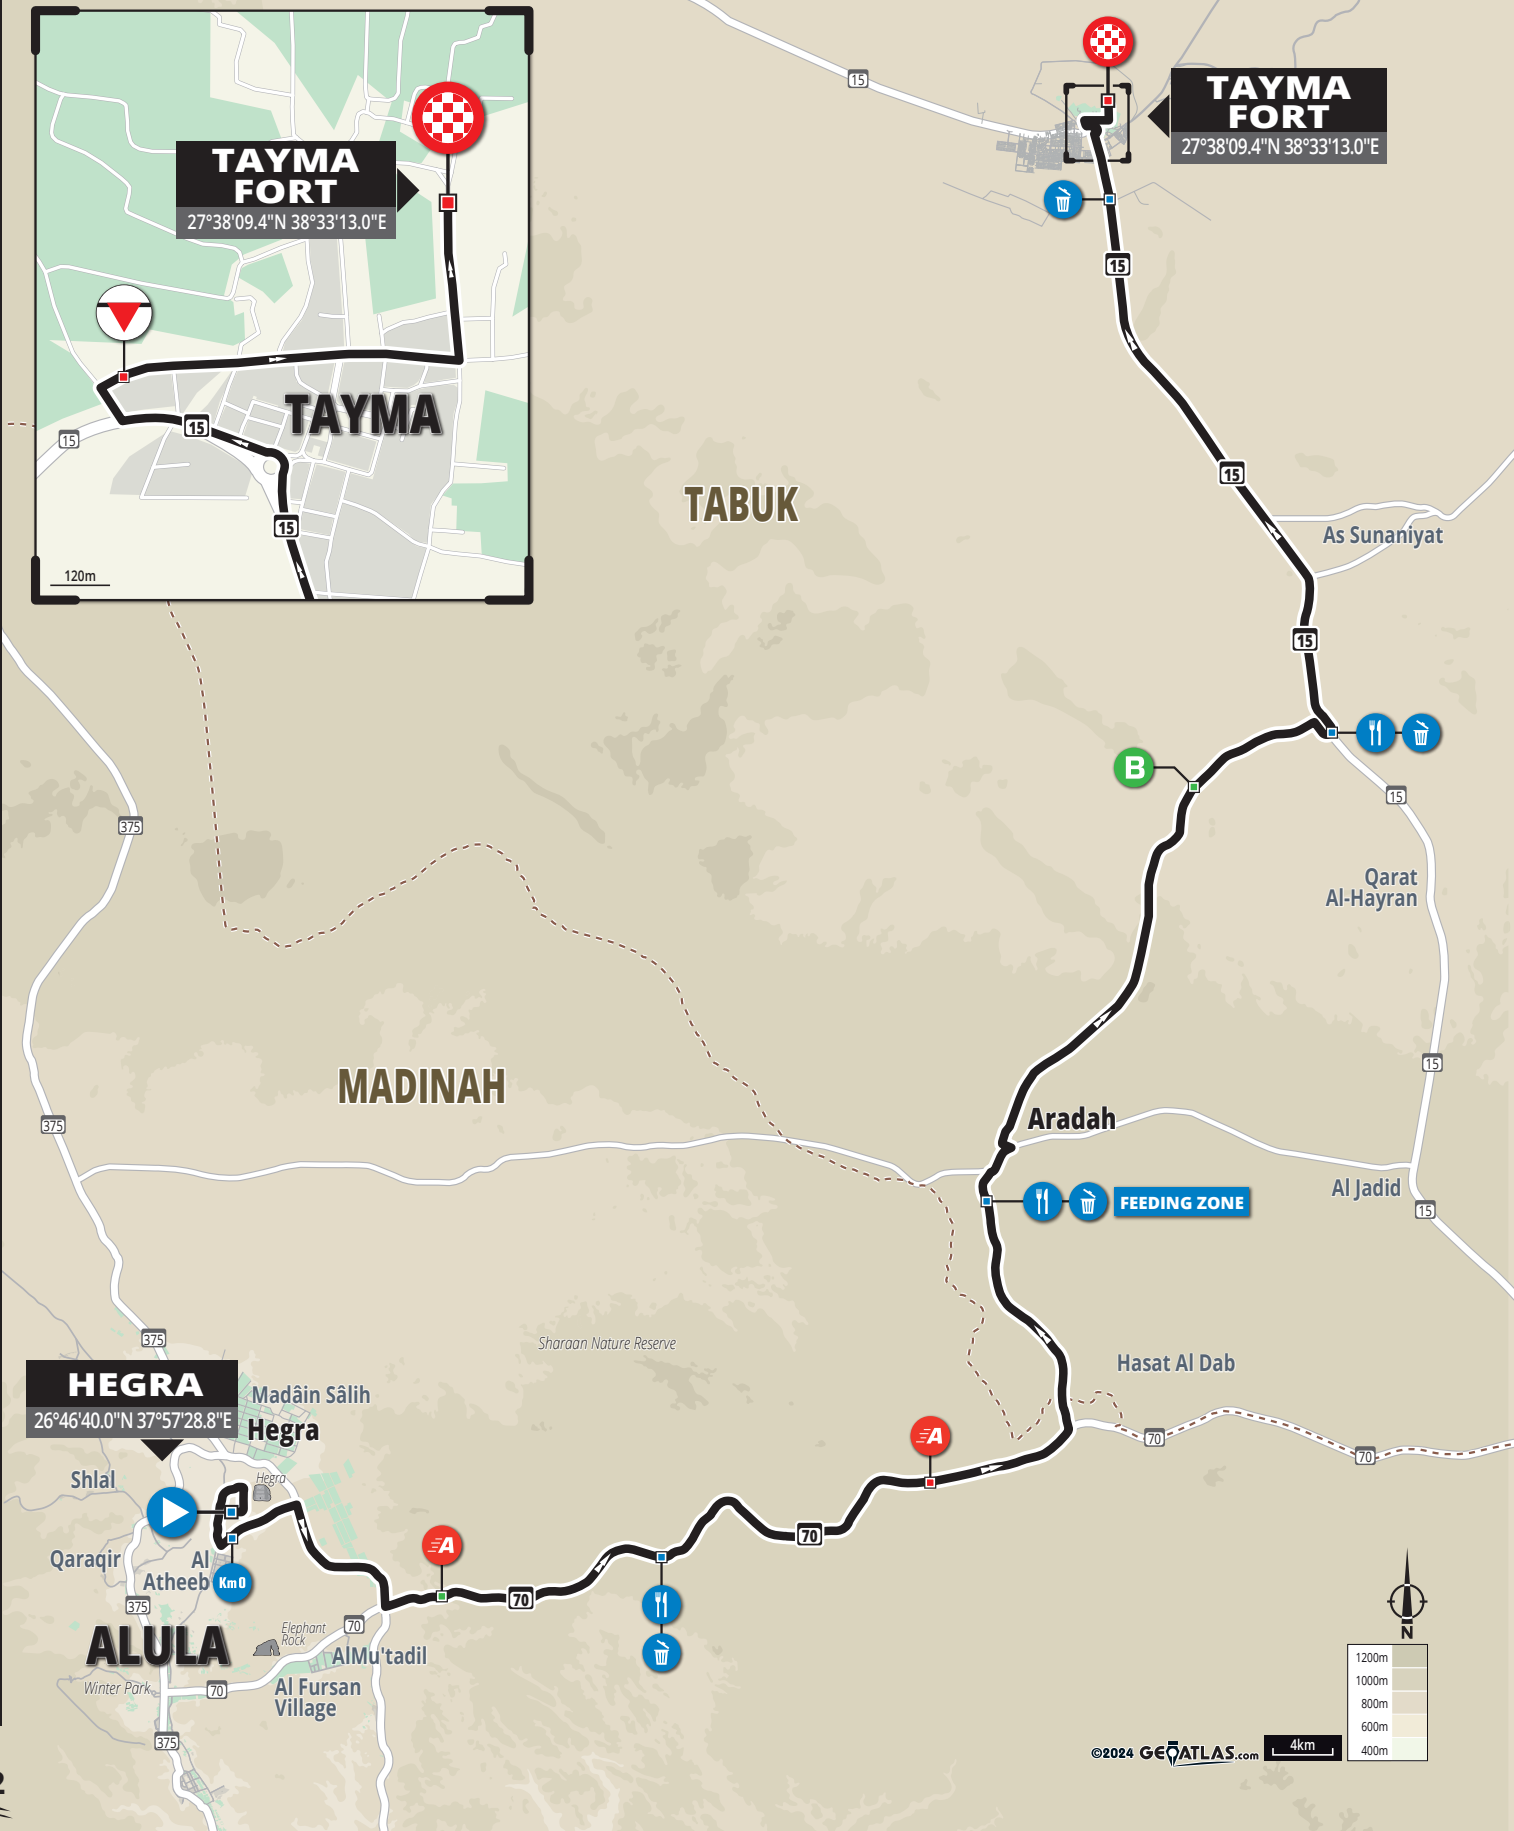 TAYMA
FORT
27°38'09.4"N 38°33'13.0"E
15
15
TAYMA
15
120m
15
TAYMA
FORT
27°38'09.4"N 38°33'13.0"E
15
TABUK
15
As Sunaniyat
15
B
15
375
Qarat
Al-Hayran
15
MADINAH
375
Aradah
Al Jadid
FEEDING ZONE
15
375
Sharaan Nature Reserve
Hasat Al Dab
HEGRA
26°46'40.0"N 37°57'28.8"E
Madâin Sâlih
Hegra
70
70
A
Shlal
Hegra
70
A
Qaraqir
Al
Atheeb
Km0
70
375
70
Elephant
Rock
ALULA
AlMu'tadil
Winter Park
70
Al Fursan
Village
375
N
1200m
1000m
800m
600m
400m
©2024 GEOATLAS.com
4km
2